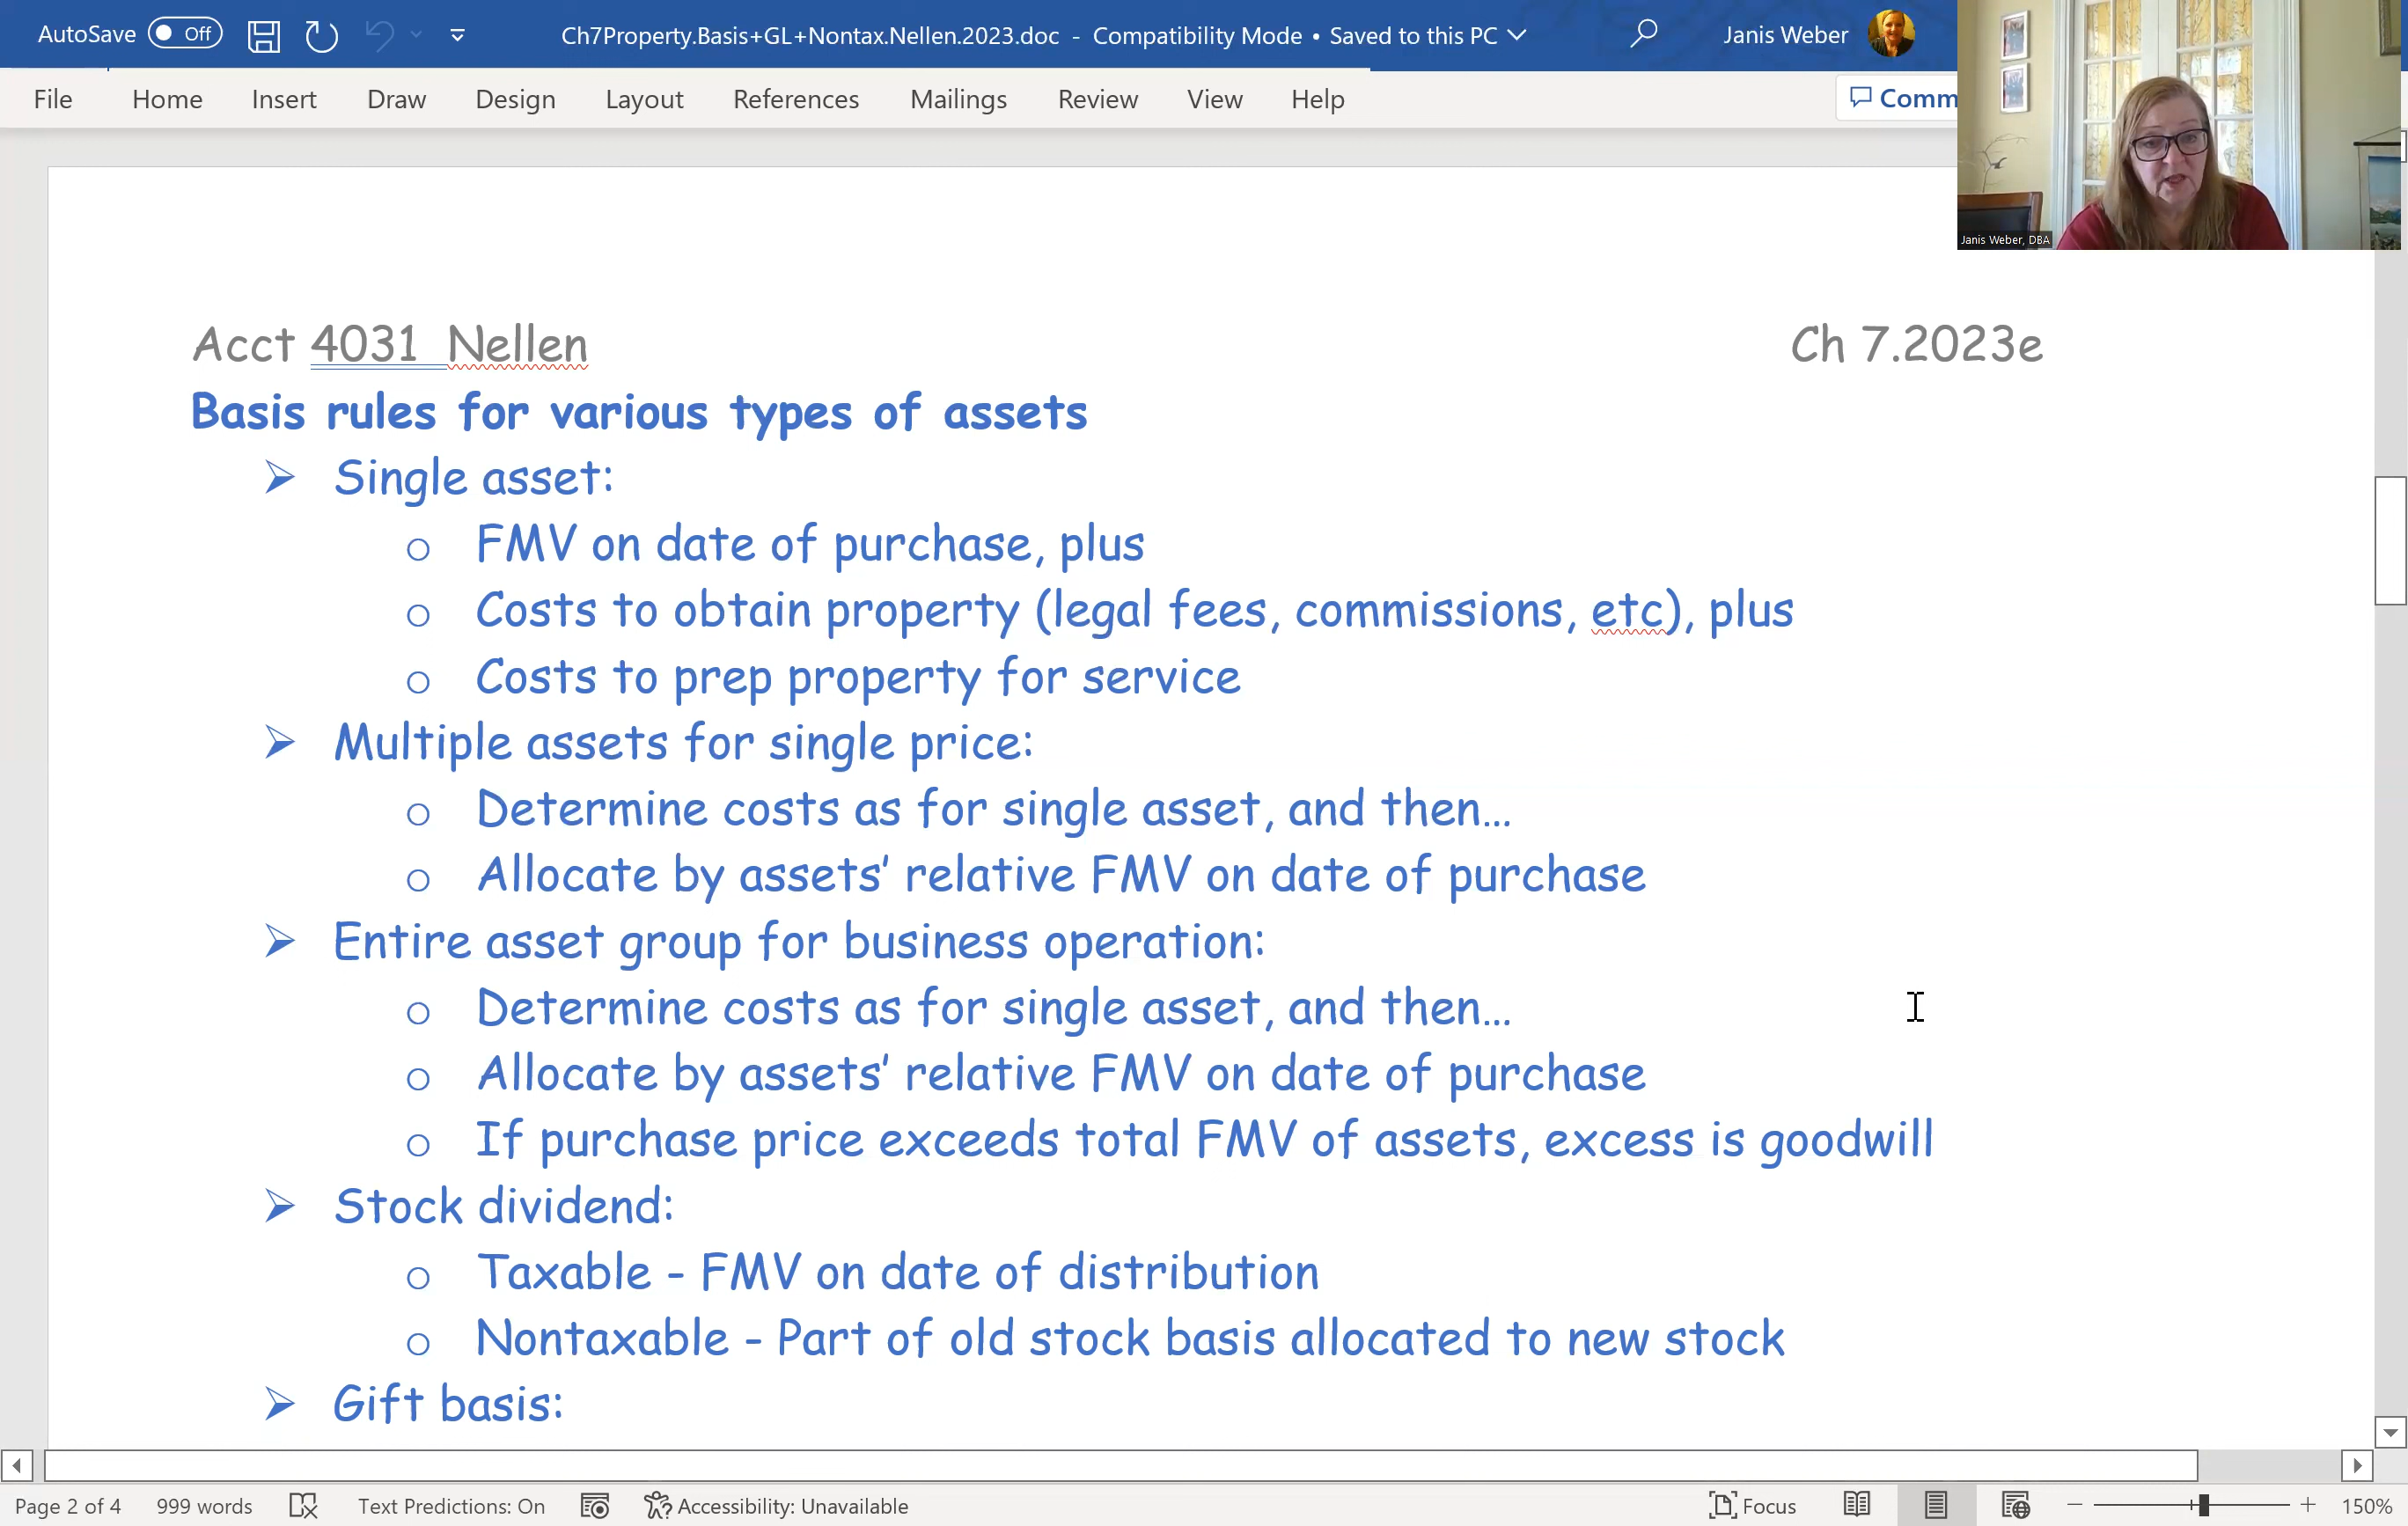 AutoSave Off Ch7Property.Basis+GL+Nontax.Nellen.2023.doc - Compatibility Mode • Saved to this PC Janis Weber
File Home Insert Draw Design Layout References Mailings Review View Help Comm
Janis Weber, DBA
Acct 4031 Nellen Ch 7.2023e
Basis rules for various types of assets
➢ Single asset:
o FMV on date of purchase, plus
o Costs to obtain property (legal fees, commissions, etc), plus
o Costs to prep property for service
➢ Multiple assets for single price:
o Determine costs as for single asset, and then…
o Allocate by assets’ relative FMV on date of purchase
➢ Entire asset group for business operation:
o Determine costs as for single asset, and then…
o Allocate by assets’ relative FMV on date of purchase
o If purchase price exceeds total FMV of assets, excess is goodwill
➢ Stock dividend:
o Taxable - FMV on date of distribution
o Nontaxable - Part of old stock basis allocated to new stock
➢ Gift basis:
Page 2 of 4 999 words Text Predictions: On Accessibility: Unavailable Focus 150%